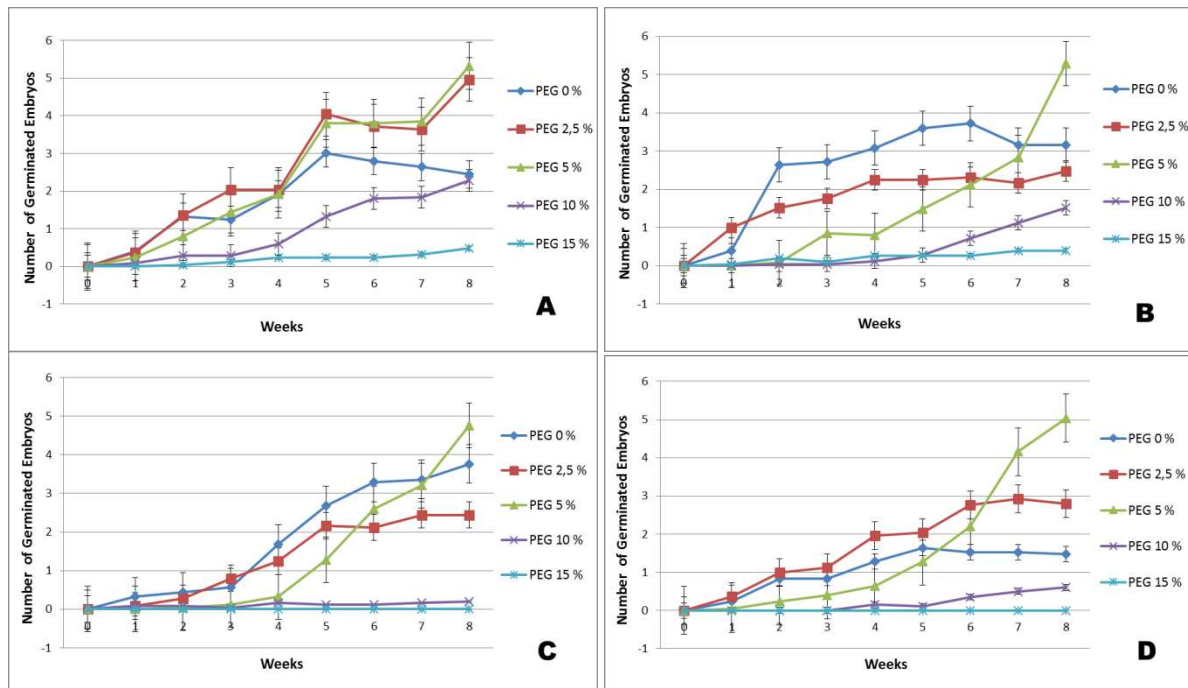 Number of Germinated Embryos
6
5
4
3
2
1
0
-1
0 1 2 3 4 5 6 7 8
Weeks
PEG 0 %
PEG 2,5 %
PEG 5 %
PEG 10 %
PEG 15 %
A
Number of Germinated Embryos
6
5
4
3
2
1
0
-1
0 1 2 3 4 5 6 7 8
Weeks
PEG 0 %
PEG 2,5 %
PEG 5 %
PEG 10 %
PEG 15 %
B
Number of Germinated Embryos
6
5
4
3
2
1
0
-1
0 1 2 3 4 5 6 7 8
Weeks
PEG 0 %
PEG 2,5 %
PEG 5 %
PEG 10 %
PEG 15 %
C
Number of Germinated Embryos
6
5
4
3
2
1
0
-1
0 1 2 3 4 5 6 7 8
Weeks
PEG 0 %
PEG 2,5 %
PEG 5 %
PEG 10 %
PEG 15 %
D